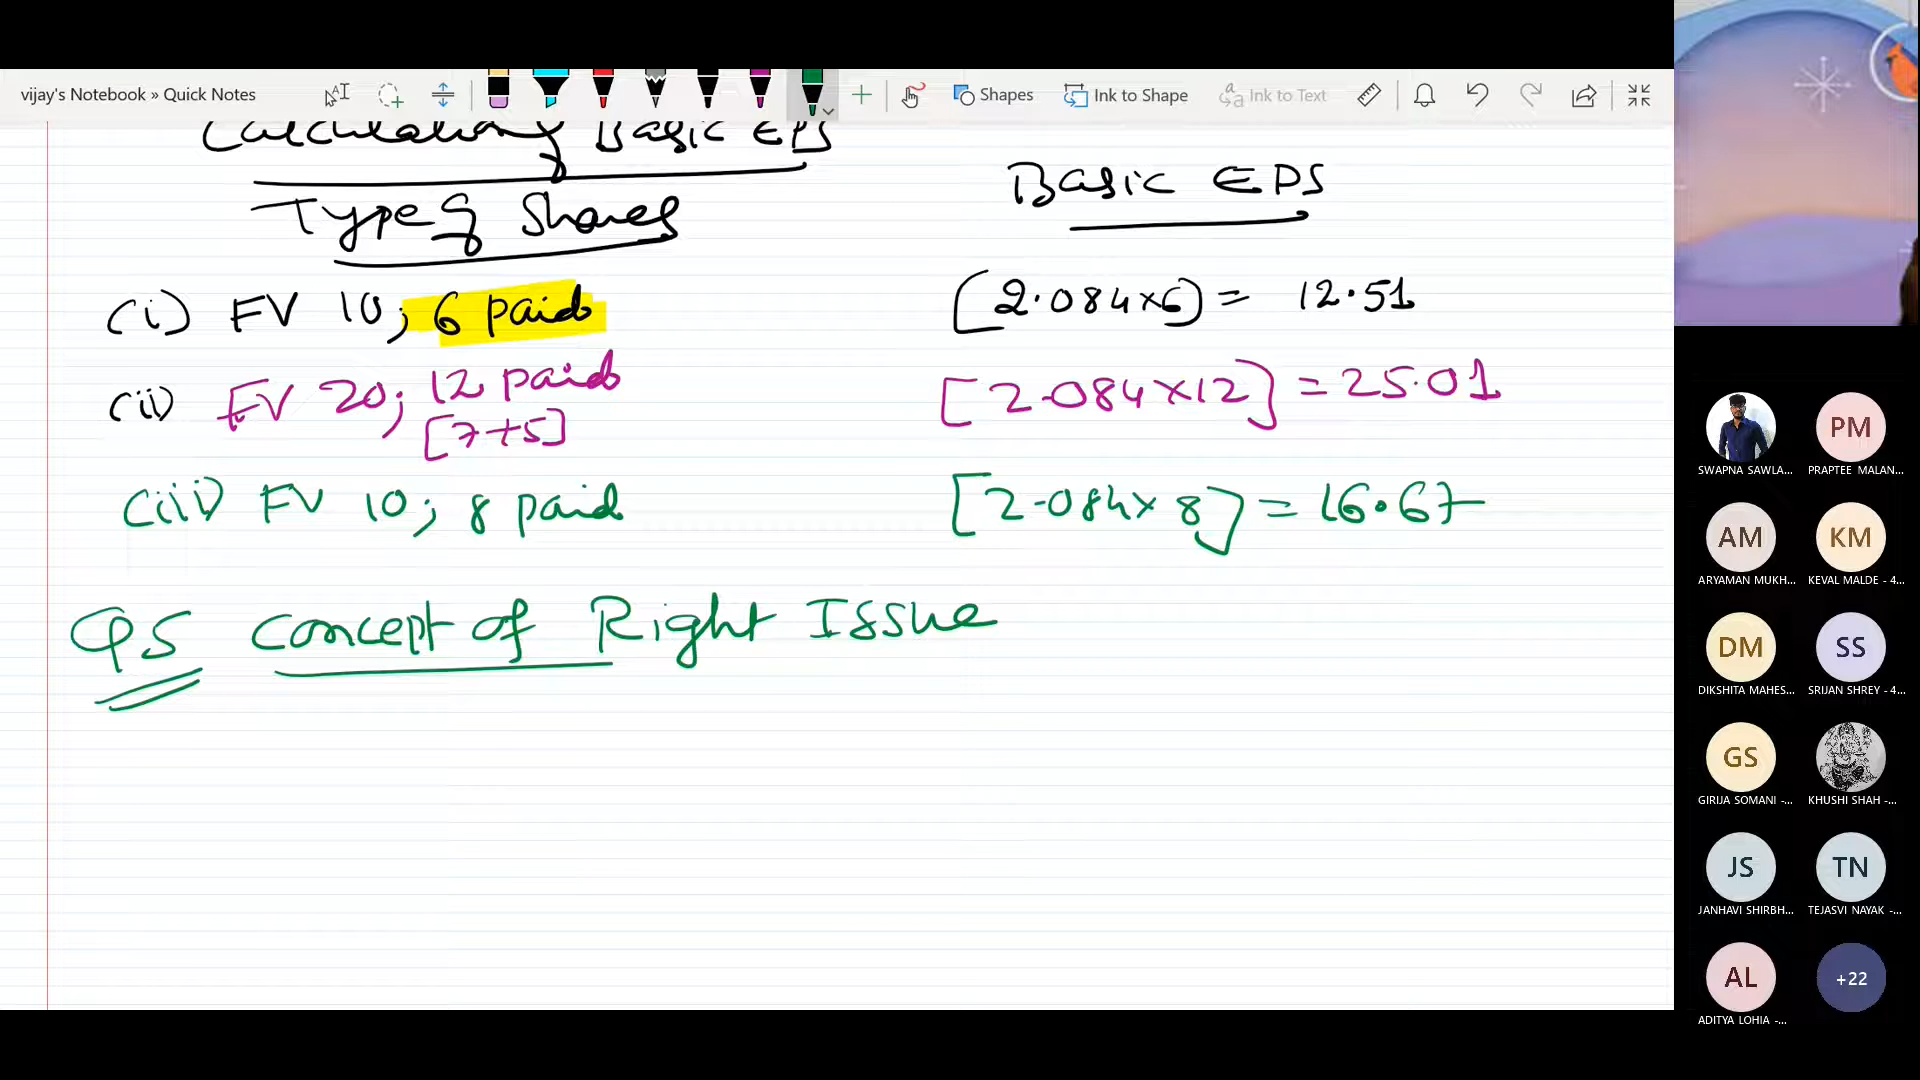 vijay's Notebook » Quick Notes
Shapes
Ink to Shape
Ink to Text
Calculation of Basic EPS
Type of Shares
Basic EPS
(i) FV 10; 6 paid
(2.084×6) = 12.51
(ii) FV 20; 12 paid
[7+5]
[2.084×12] = 25.01
(iii) FV 10; 8 paid
[2.084×8] = 16.67
Q5 Concept of Right Issue
SWAPNA SAWLA...
PM
PRAPTEE MALAN...
AM
ARYAMAN MUKH...
KM
KEVAL MALDE - 4...
DM
DIKSHITA MAHES...
SS
SRIJAN SHREY - 4...
GS
GIRIJA SOMANI -...
KHUSHI SHAH -...
JS
JANHAVI SHIRBH...
TN
TEJASVI NAYAK -...
AL
ADITYA LOHIA -...
+22